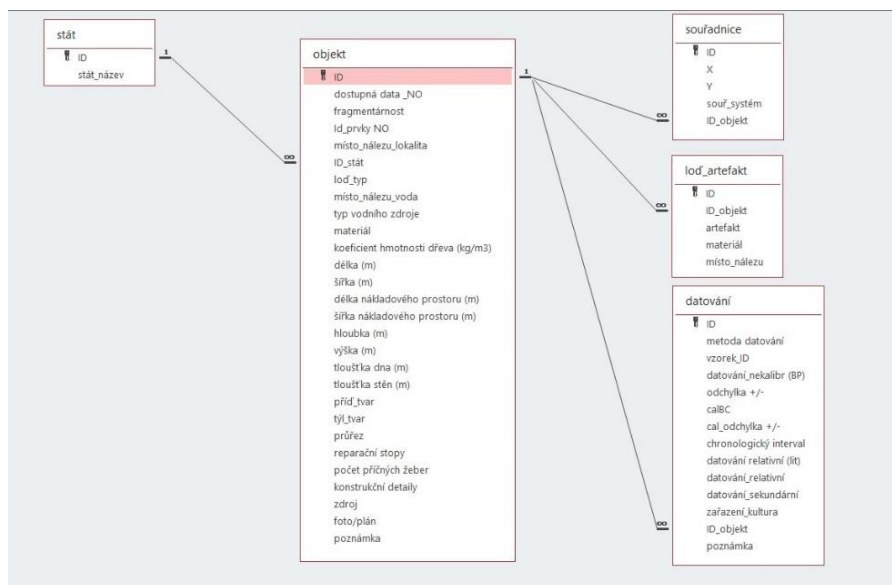 stát
ID
stát_název
1
∞
objekt
ID
dostupná data _NO
fragmentárnost
Id_prvky NO
místo_nálezu_lokalita
ID_stát
loď_typ
místo_nálezu_voda
typ vodního zdroje
materiál
koeficient hmotnosti dřeva (kg/m3)
délka (m)
šířka (m)
délka nákladového prostoru (m)
šířka nákladového prostoru (m)
hloubka (m)
výška (m)
tloušťka dna (m)
tloušťka stěn (m)
příď_tvar
týl_tvar
průřez
reparační stopy
počet příčných žeber
konstrukční detaily
zdroj
foto/plán
poznámka
1
∞
∞
∞
souřadnice
ID
X
Y
souř_systém
ID_objekt
loď_artefakt
ID
ID_objekt
artefakt
materiál
místo_nálezu
datování
ID
metoda datování
vzorek_ID
datování_nekalibr (BP)
odchylka +/-
calBC
cal_odchylka +/-
chronologický interval
datování relativní (lit)
datování_relativní
datování_sekundární
zařazení_kultura
ID_objekt
poznámka